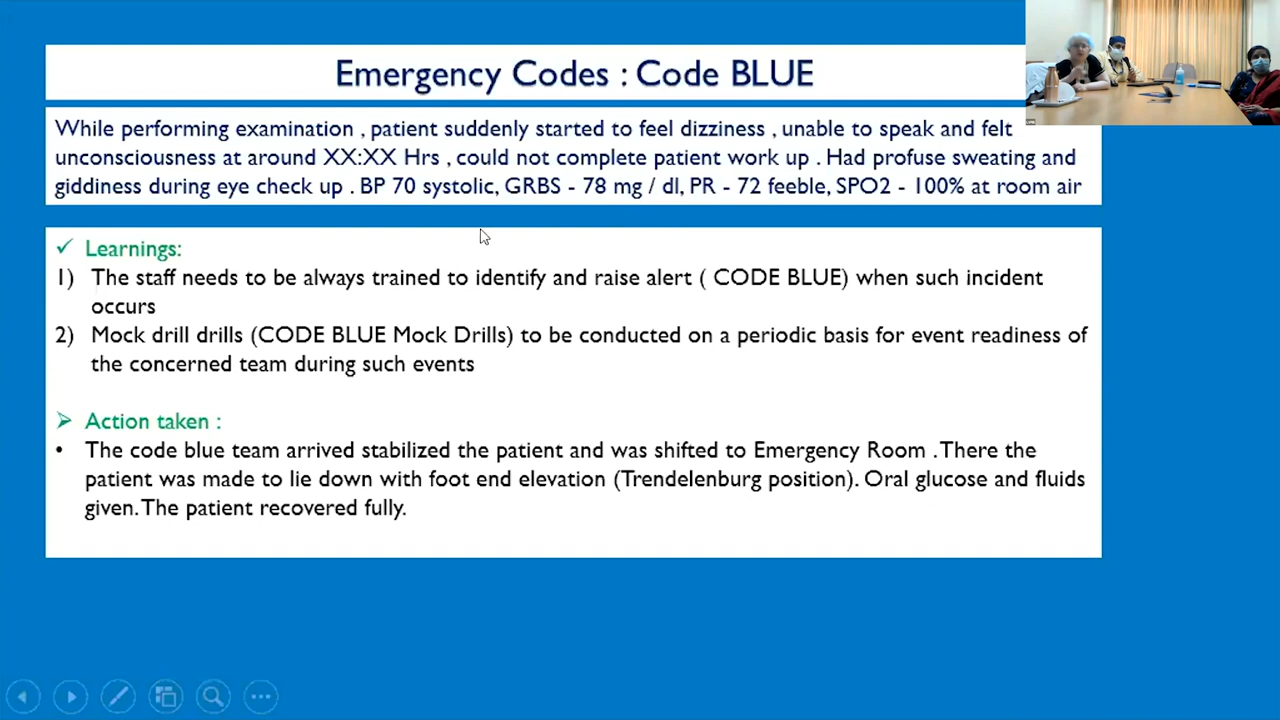 Emergency Codes : Code BLUE
While performing examination , patient suddenly started to feel dizziness , unable to speak and felt
unconsciousness at around XX:XX Hrs , could not complete patient work up . Had profuse sweating and
giddiness during eye check up . BP 70 systolic, GRBS - 78 mg / dl, PR - 72 feeble, SPO2 - 100% at room air
✓ Learnings:
1) The staff needs to be always trained to identify and raise alert ( CODE BLUE) when such incident
occurs
2) Mock drill drills (CODE BLUE Mock Drills) to be conducted on a periodic basis for event readiness of
the concerned team during such events
➢ Action taken :
• The code blue team arrived stabilized the patient and was shifted to Emergency Room . There the
patient was made to lie down with foot end elevation (Trendelenburg position). Oral glucose and fluids
given. The patient recovered fully.